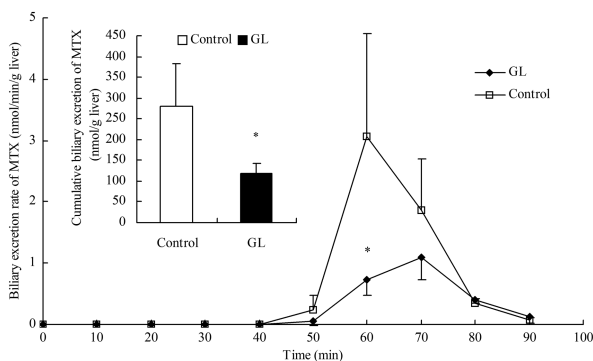 Control GL
Cumulative biliary excretion of MTX
(nmol/g liver)
450
400
350
300
250
200
150
100
50
0
*
Control GL
Biliary excretion rate of MTX (nmol/min/g liver)
5
4
3
2
1
0
GL
Control
*
0 10 20 30 40 50 60 70 80 90 100
Time (min)